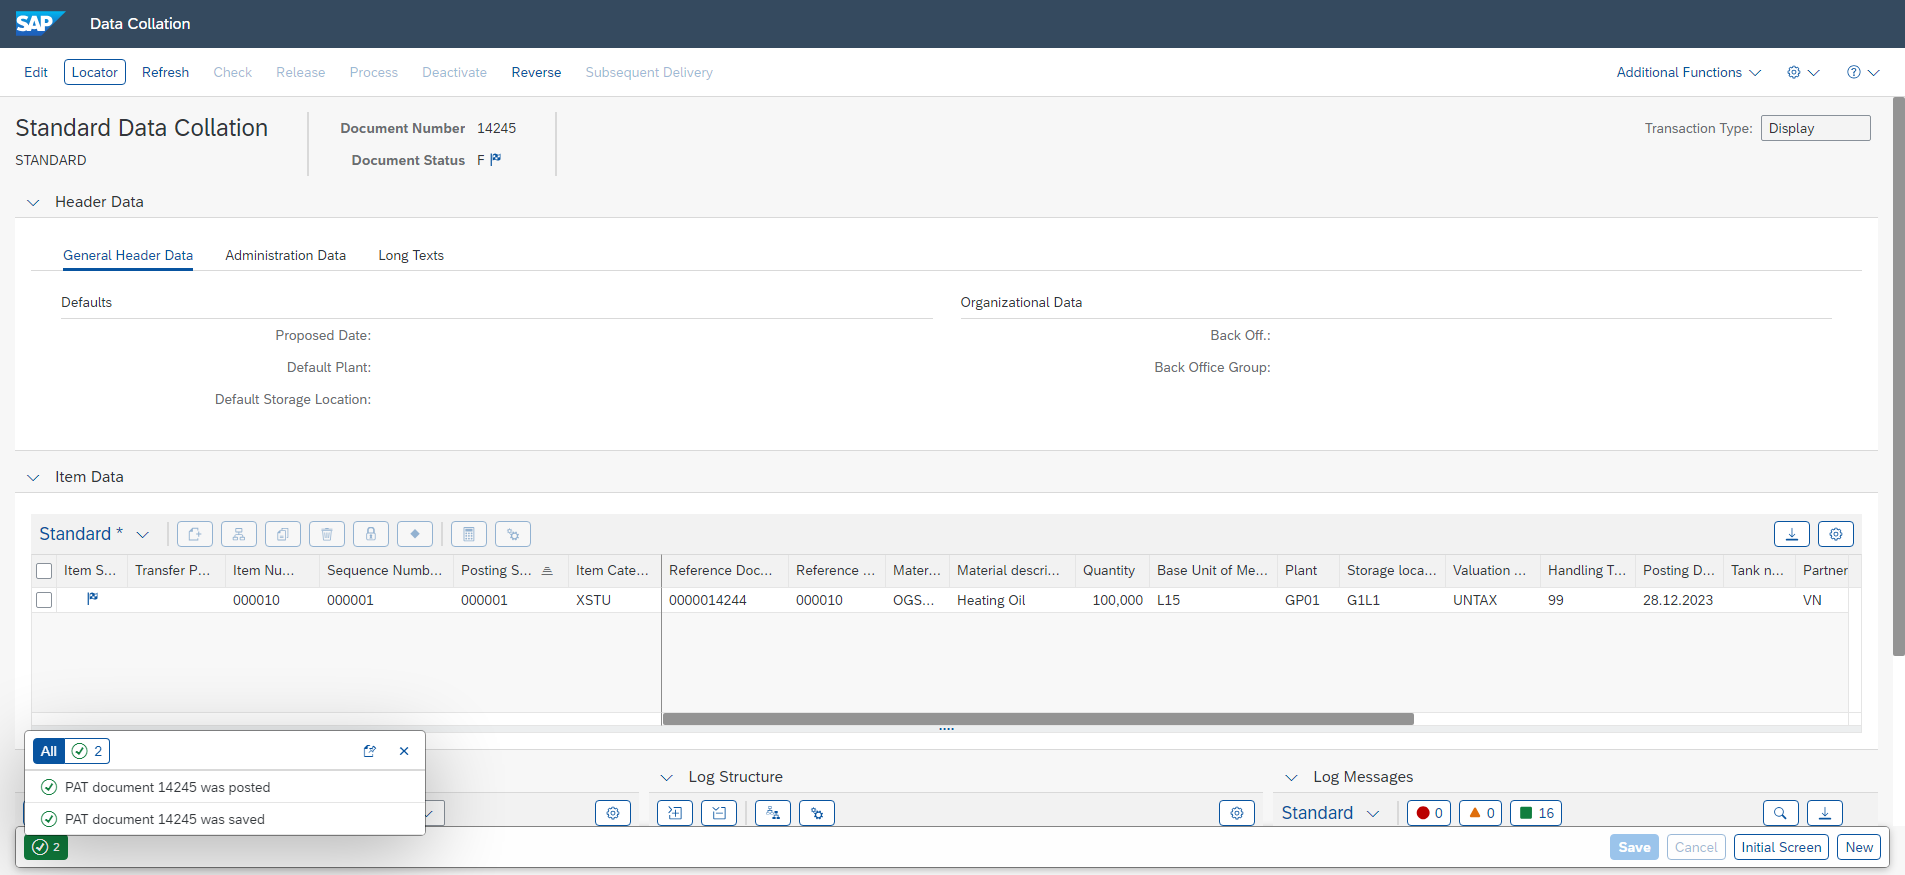 SAP Data Collation
Edit Locator Refresh Check Release Process Deactivate Reverse Subsequent Delivery Additional Functions
Standard Data Collation
STANDARD
Document Number 14245
Document Status F
Transaction Type: Display
Header Data
General Header Data Administration Data Long Texts
Defaults
Proposed Date:
Default Plant:
Default Storage Location:
Organizational Data
Back Off.:
Back Office Group:
Item Data
Standard *
Item S... Transfer P... Item Nu... Sequence Numb... Posting S... Item Cate... Reference Doc... Reference ... Mater... Material descri... Quantity Base Unit of Me... Plant Storage loca... Valuation ... Handling T... Posting D... Tank n... Partner
000010 000001 000001 XSTU 0000014244 000010 OGS... Heating Oil 100,000 L15 GP01 G1L1 UNTAX 99 28.12.2023 VN
All 2
PAT document 14245 was posted
PAT document 14245 was saved
Log Structure
Log Messages
Standard 0 0 16
2
Save Cancel Initial Screen New